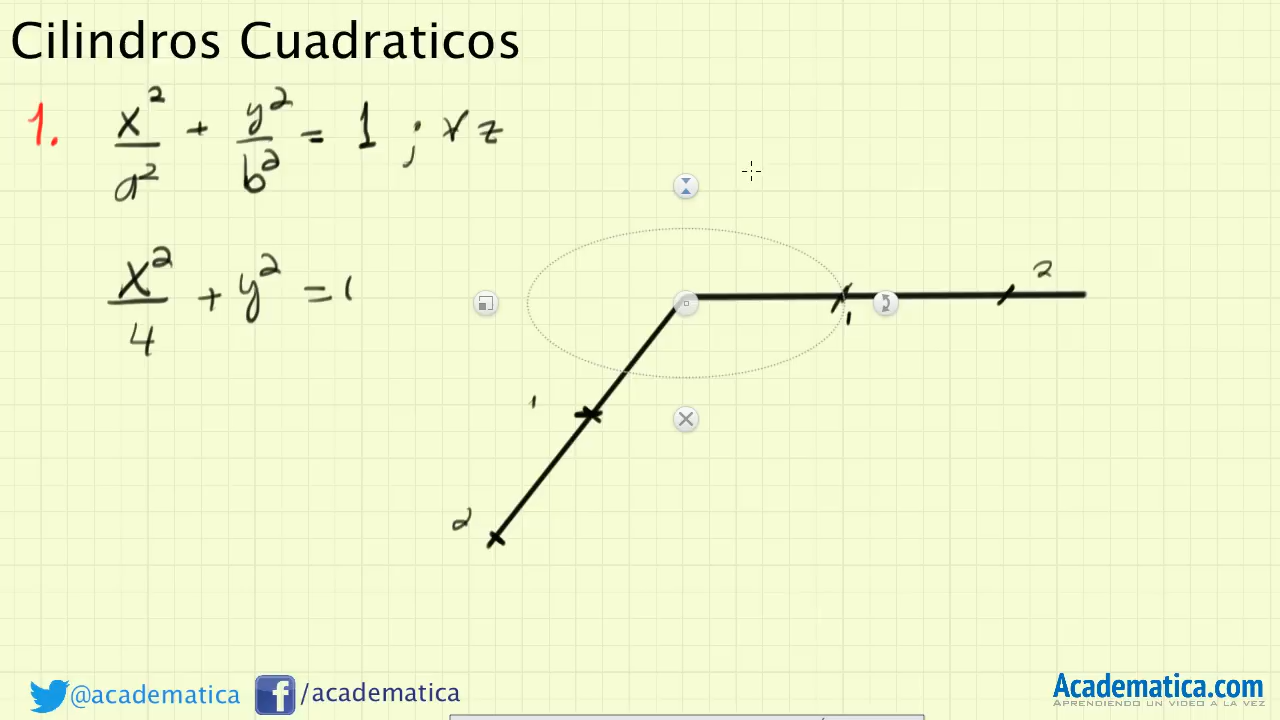 Cilindros Cuadraticos
1. x²/a² + y²/b² = 1 ; ∀ z
x²/4 + y² = 1
2
1
1
2
@academatica /academatica
Academatica.com
APRENDIENDO UN VIDEO A LA VEZ